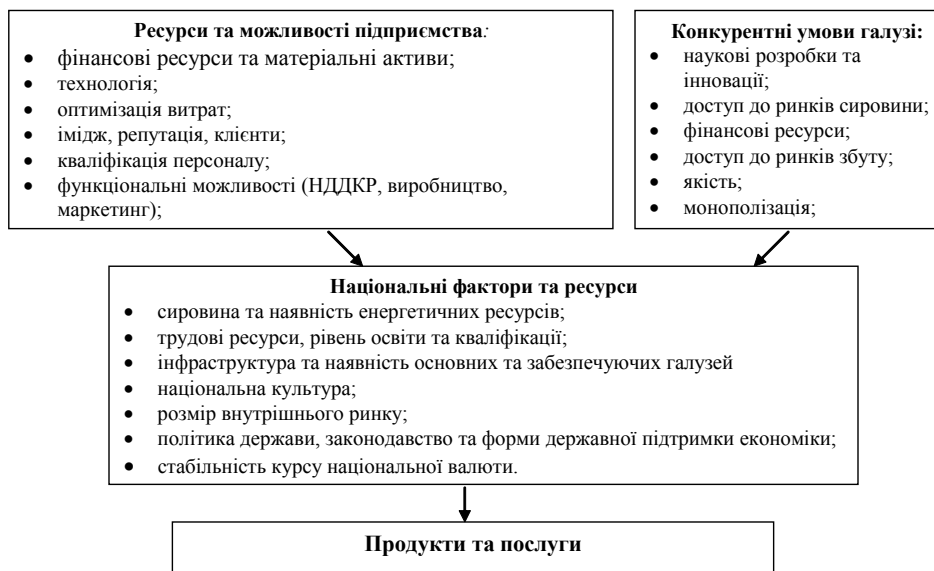 Ресурси та можливості підприємства:
• фінансові ресурси та матеріальні активи;
• технологія;
• оптимізація витрат;
• імідж, репутація, клієнти;
• кваліфікація персоналу;
• функціональні можливості (НДДКР, виробництво,
маркетинг);
Конкурентні умови галузі:
• наукові розробки та
інновації;
• доступ до ринків сировини;
• фінансові ресурси;
• доступ до ринків збуту;
• якість;
• монополізація;
Національні фактори та ресурси
• сировина та наявність енергетичних ресурсів;
• трудові ресурси, рівень освіти та кваліфікації;
• інфраструктура та наявність основних та забезпечуючих галузей
• національна культура;
• розмір внутрішнього ринку;
• політика держави, законодавство та форми державної підтримки економіки;
• стабільність курсу національної валюти.
Продукти та послуги